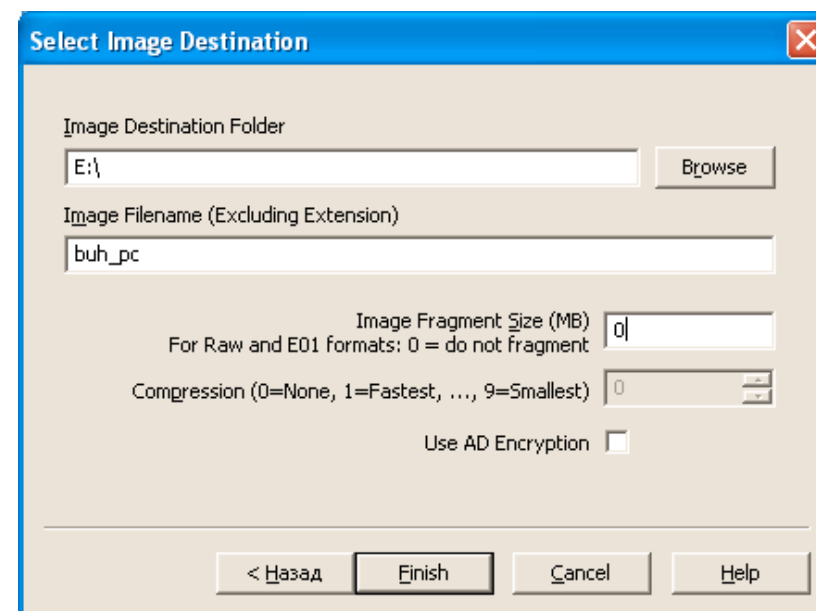 Select Image Destination
Image Destination Folder
E:\
Browse
Image Filename (Excluding Extension)
buh_pc
Image Fragment Size (MB)
For Raw and E01 formats: 0 = do not fragment
0
Compression (0=None, 1=Fastest, ..., 9=Smallest)
0
Use AD Encryption
< Назад
Finish
Cancel
Help